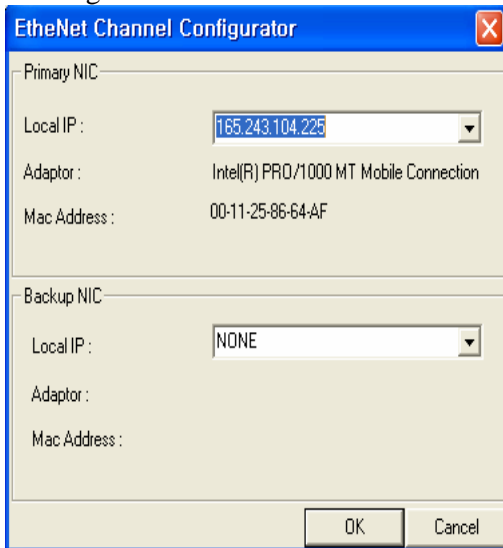 EtheNet Channel Configurator
Primary NIC
Local IP : 165.243.104.225
Adaptor : Intel(R) PRO/1000 MT Mobile Connection
Mac Address : 00-11-25-86-64-AF
Backup NIC
Local IP : NONE
Adaptor :
Mac Address :
OK Cancel